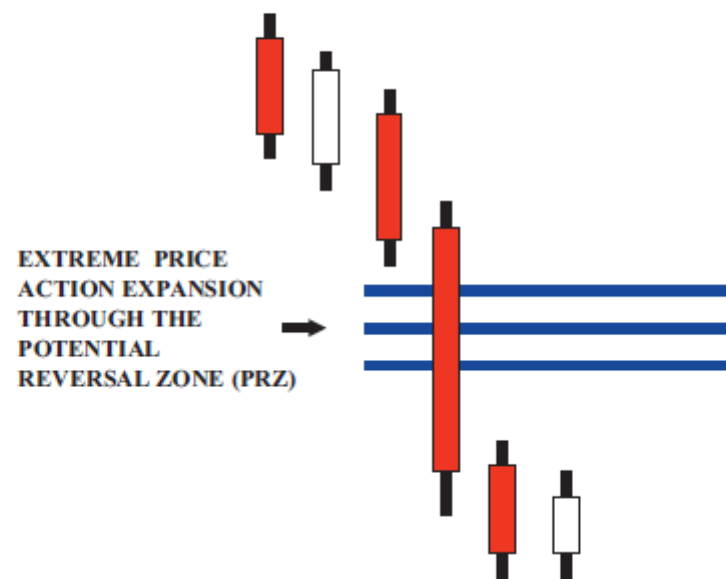 EXTREME PRICE
ACTION EXPANSION
THROUGH THE
POTENTIAL
REVERSAL ZONE (PRZ)